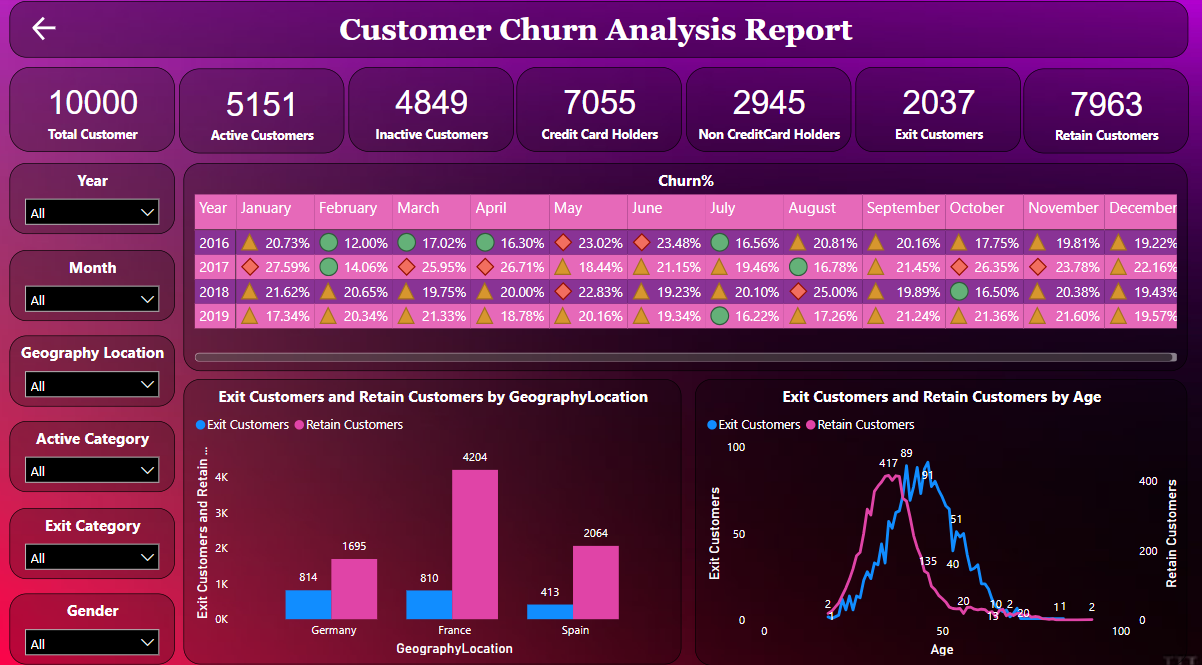 Customer Churn Analysis Report
10000
Total Customer
5151
Active Customers
4849
Inactive Customers
7055
Credit Card Holders
2945
Non CreditCard Holders
2037
Exit Customers
7963
Retain Customers
Year
All
Month
All
Geography Location
All
Active Category
All
Exit Category
All
Gender
All
Churn%
Year January February March April May June July August September October November December
2016 20.73% 12.00% 17.02% 16.30% 23.02% 23.48% 16.56% 20.81% 20.16% 17.75% 19.81% 19.22%
2017 27.59% 14.06% 25.95% 26.71% 18.44% 21.15% 19.46% 16.78% 21.45% 26.35% 23.78% 22.16%
2018 21.62% 20.65% 19.75% 20.00% 22.83% 19.23% 20.10% 25.00% 19.89% 16.50% 20.38% 19.43%
2019 17.34% 20.34% 21.33% 18.78% 20.16% 19.34% 16.22% 17.26% 21.24% 21.36% 21.60% 19.57%
Exit Customers and Retain Customers by GeographyLocation
Exit Customers Retain Customers
Exit Customers and Retain ...
4K
3K
2K
1K
0K
814
1695
810
4204
413
2064
Germany France Spain
GeographyLocation
Exit Customers and Retain Customers by Age
Exit Customers Retain Customers
Exit Customers
100
50
0
417
89
91
51
135
40
20
10
2
13
20
11
2
2
1
400
200
0
Retain Customers
0 50 100
Age